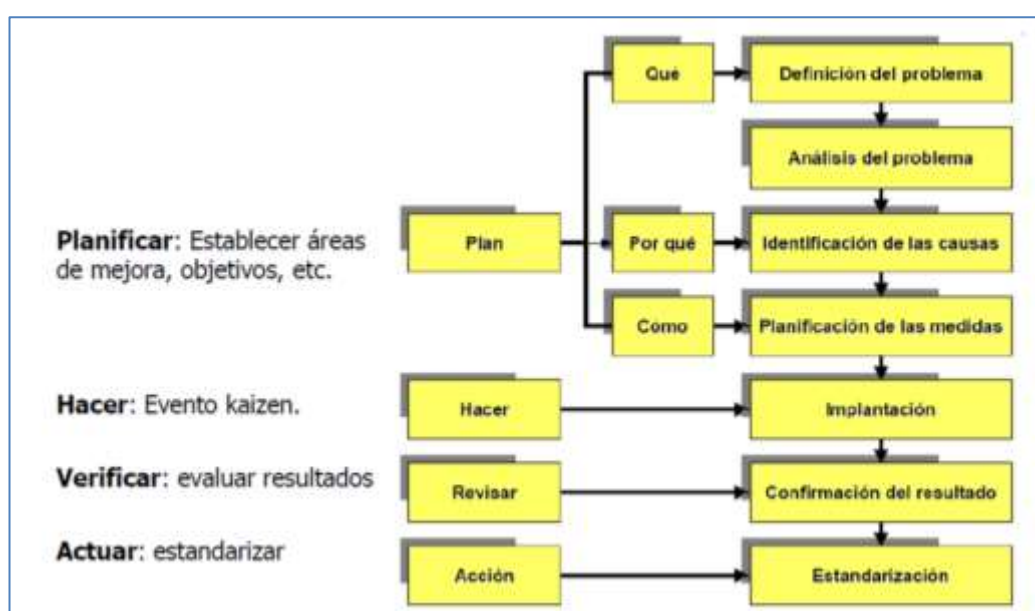 Qué
Definición del problema
Análisis del problema
Planificar: Establecer áreas
de mejora, objetivos, etc.
Plan
Por qué
Identificación de las causas
Cómo
Planificación de las medidas
Hacer: Evento kaizen.
Hacer
Implantación
Verificar: evaluar resultados
Revisar
Confirmación del resultado
Actuar: estandarizar
Acción
Estandarización